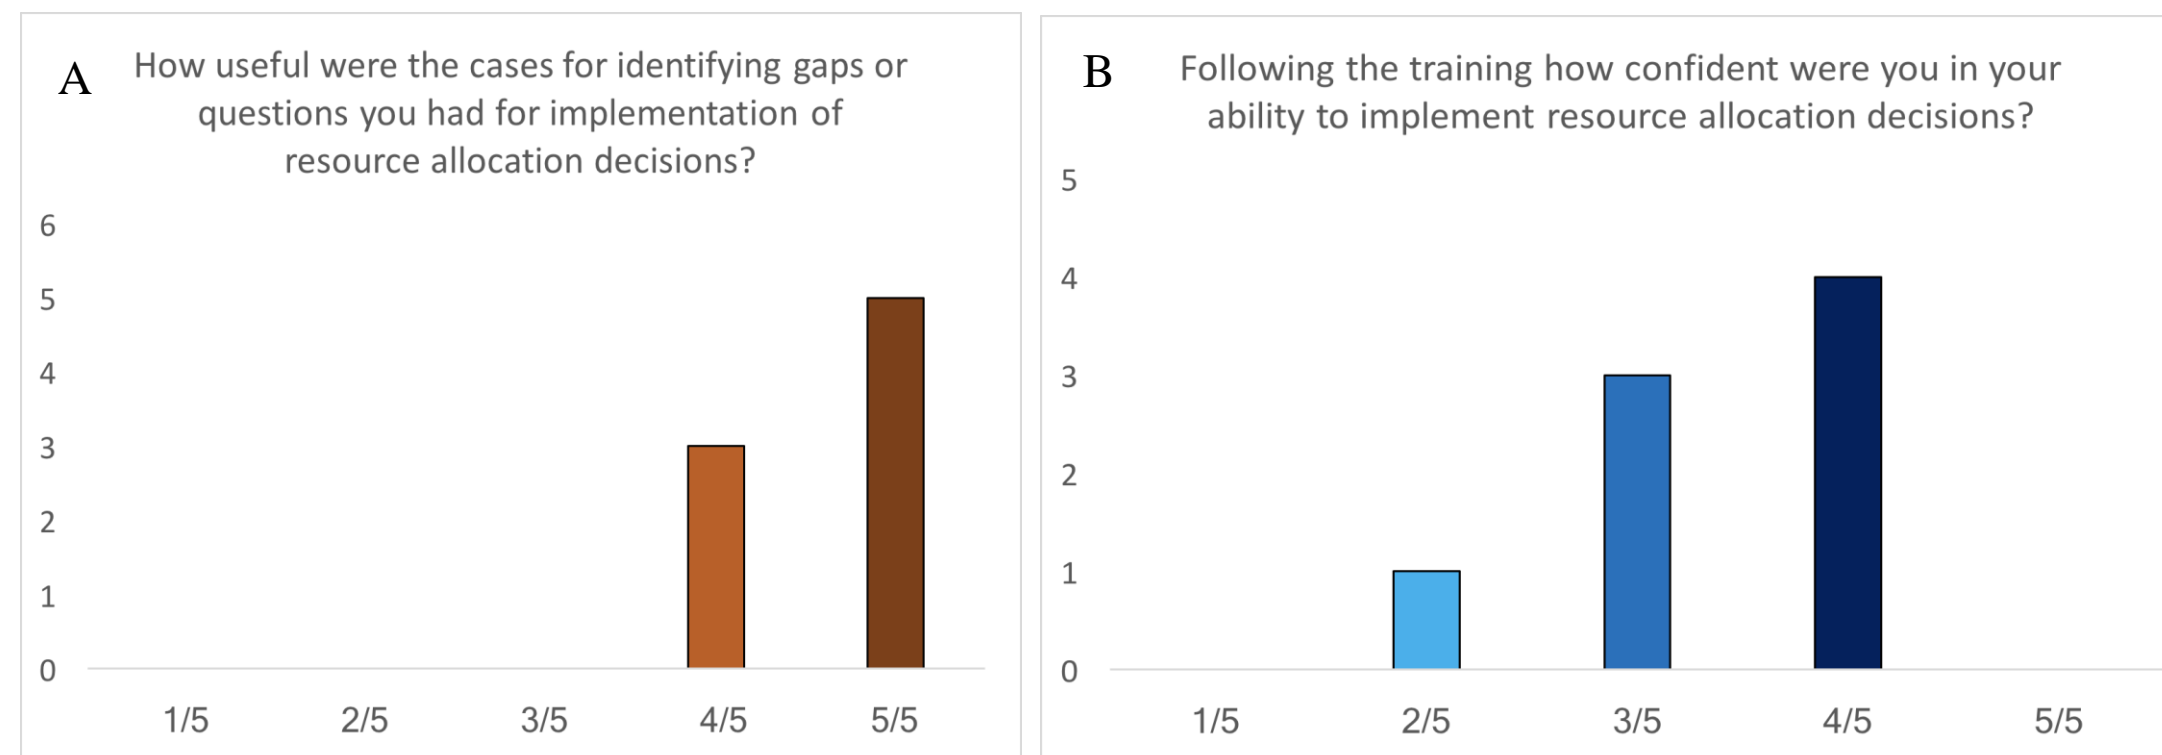 A
How useful were the cases for identifying gaps or
questions you had for implementation of
resource allocation decisions?
6
5
4
3
2
1
0
1/5 2/5 3/5 4/5 5/5
B
Following the training how confident were you in your
ability to implement resource allocation decisions?
5
4
3
2
1
0
1/5 2/5 3/5 4/5 5/5